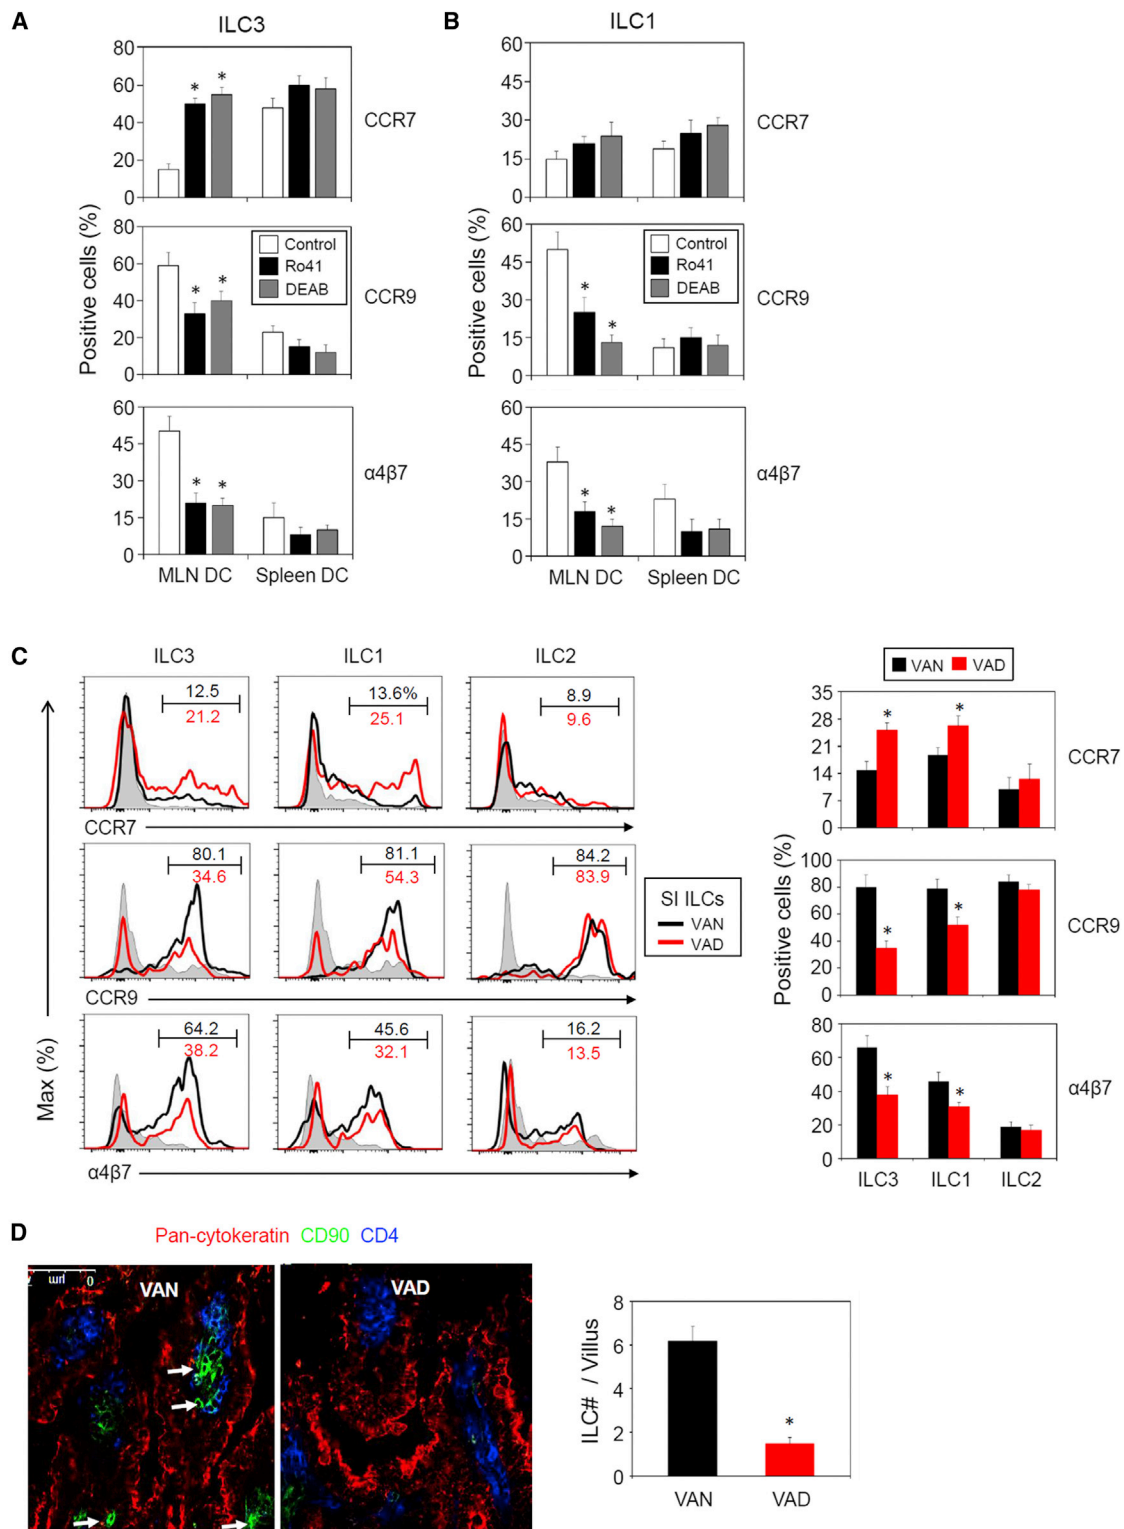 A
ILC3
80
60
40
20
0
* *
CCR7
80
60
40
20
0
Control
Ro41
DEAB
* *
CCR9
60
45
30
15
0
* *
α4β7
Positive cells (%)
MLN DC Spleen DC
B
ILC1
60
45
30
15
0
CCR7
60
45
30
15
0
Control
Ro41
DEAB
* *
CCR9
60
45
30
15
0
* *
α4β7
Positive cells (%)
MLN DC Spleen DC
C
ILC3 ILC1 ILC2
12.5 13.6% 8.9
21.2 25.1 9.6
CCR7
80.1 81.1 84.2
34.6 54.3 83.9
CCR9
64.2 45.6 16.2
38.2 32.1 13.5
α4β7
Max (%)
SI ILCs
VAN
VAD
VAN VAD
35
28
21
14
7
0
* *
CCR7
100
80
60
40
20
0
* *
CCR9
80
60
40
20
0
* *
α4β7
Positive cells (%)
ILC3 ILC1 ILC2
D
Pan-cytokeratin CD90 CD4
VAN
VAD
0
8
6
4
2
0
*
ILC# / Villus
VAN VAD